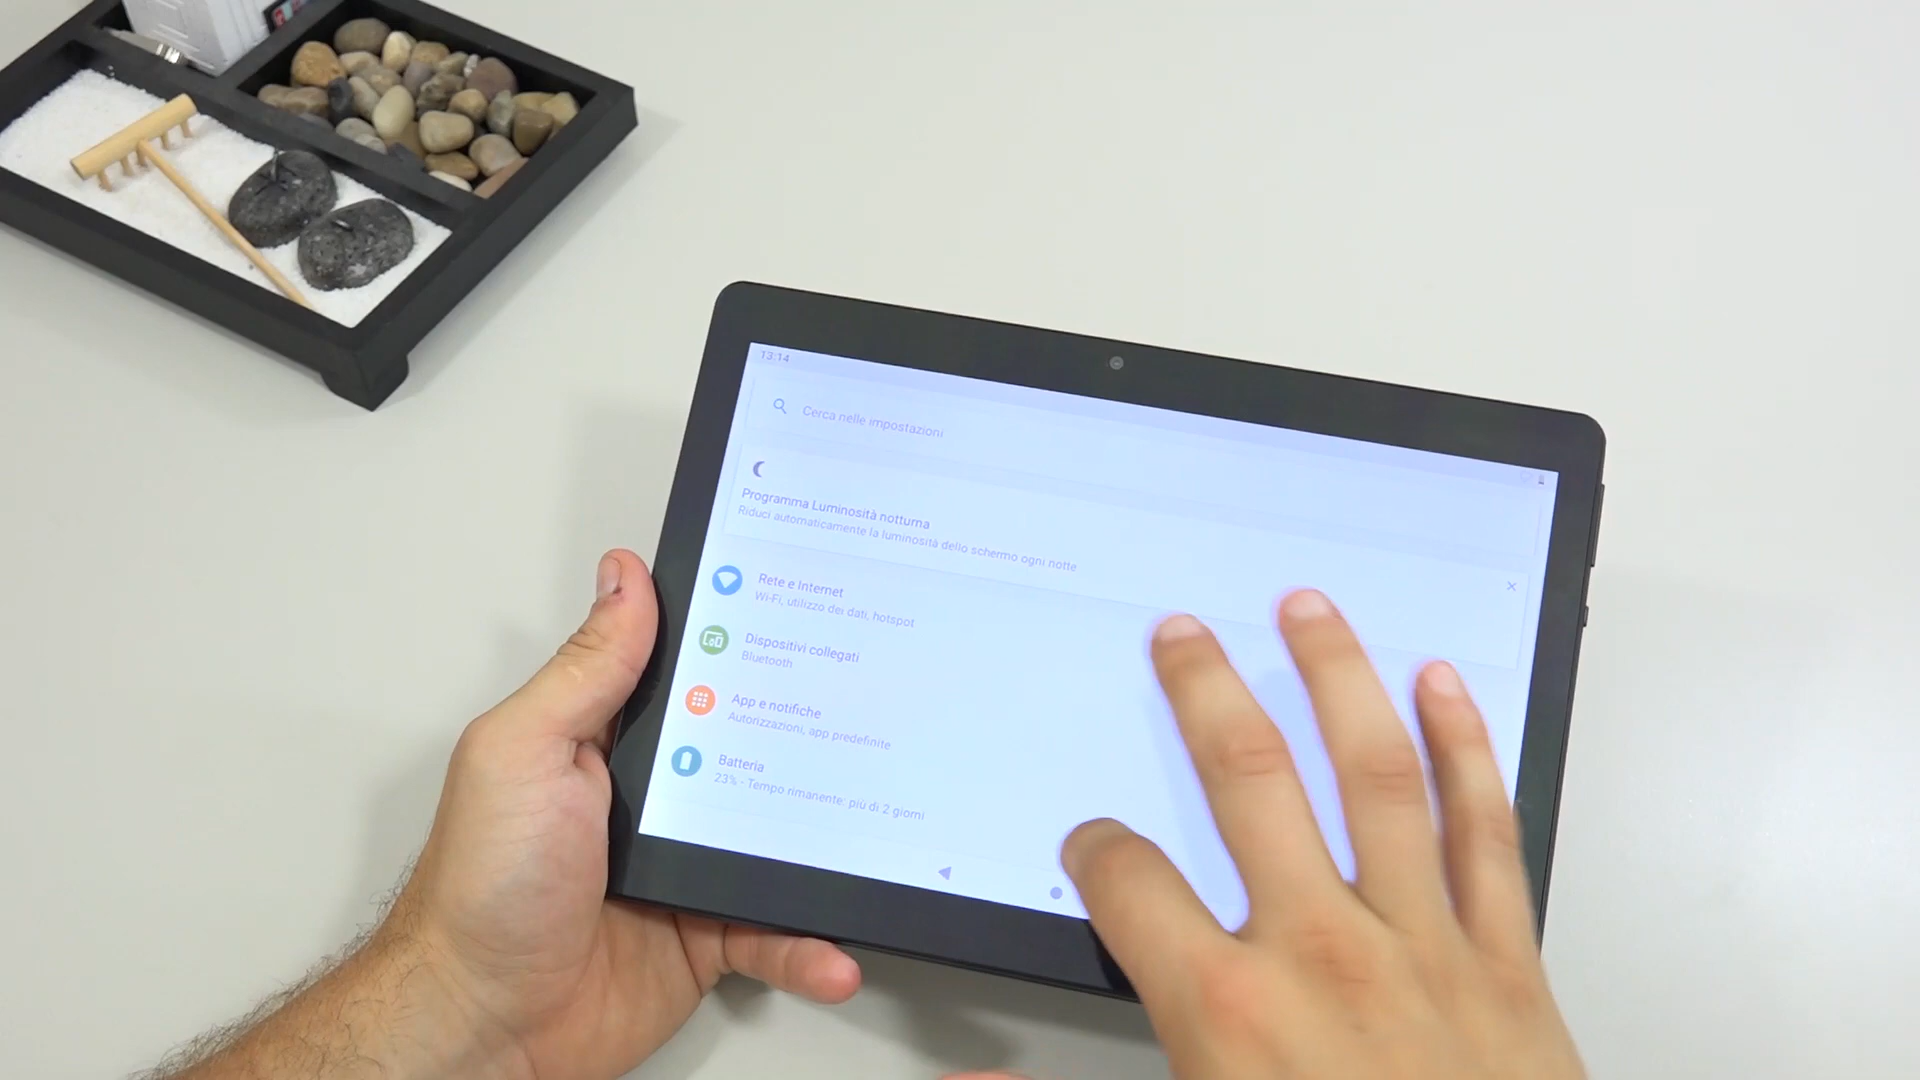 13:14
Cerca nelle impostazioni
Programma Luminosità notturna
Riduci automaticamente la luminosità dello schermo ogni notte
Rete e Internet
Wi-Fi, utilizzo dei dati, hotspot
Dispositivi collegati
Bluetooth
App e notifiche
Autorizzazioni, app predefinite
Batteria
23% - Tempo rimanente: più di 2 giorni